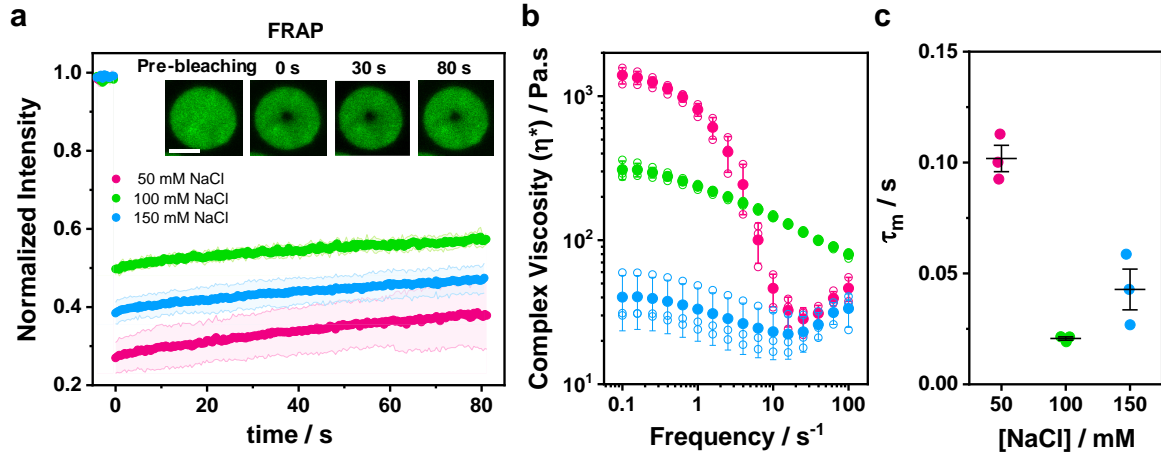 a
FRAP
Pre-bleaching 0 s 30 s 80 s
50 mM NaCl
100 mM NaCl
150 mM NaCl
Normalized Intensity
1.0
0.8
0.6
0.4
0.2
0 20 40 60 80
time / s
b
Complex Viscosity (η*) / Pa.s
10³
10²
10¹
0.1 1 10 100
Frequency / s⁻¹
c
τm / s
0.15
0.10
0.05
0.00
50 100 150
[NaCl] / mM